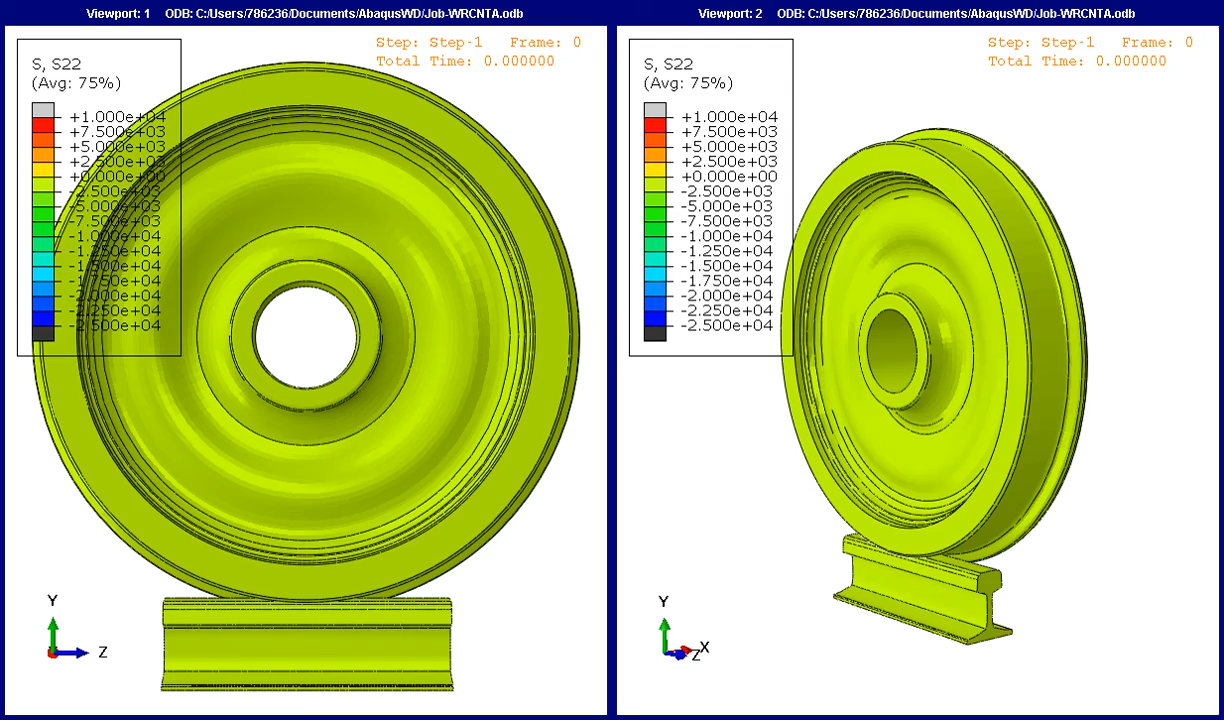 Viewport: 1 ODB: C:/Users/786236/Documents/AbaqusWD/Job-WRCNTA.odb
Step: Step-1 Frame: 0
Total Time: 0.000000
S, S22
(Avg: 75%)
+1.000e+04
+7.500e+03
+5.000e+03
+2.500e+03
+0.000e+00
-2.500e+03
-5.000e+03
-7.500e+03
-1.000e+04
-1.250e+04
-1.500e+04
-1.750e+04
-2.000e+04
-2.250e+04
-2.500e+04
Y
Z
Viewport: 2 ODB: C:/Users/786236/Documents/AbaqusWD/Job-WRCNTA.odb
Step: Step-1 Frame: 0
Total Time: 0.000000
S, S22
(Avg: 75%)
+1.000e+04
+7.500e+03
+5.000e+03
+2.500e+03
+0.000e+00
-2.500e+03
-5.000e+03
-7.500e+03
-1.000e+04
-1.250e+04
-1.500e+04
-1.750e+04
-2.000e+04
-2.250e+04
-2.500e+04
Y
X
Z